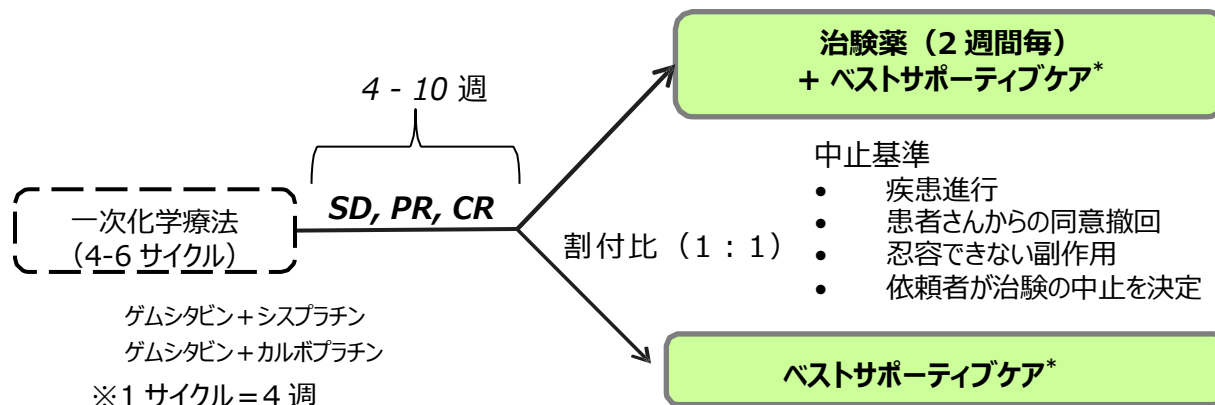 一次化学療法
（4-6 サイクル）
ゲムシタビン＋シスプラチン
ゲムシタビン＋カルボプラチン
※1 サイクル＝4 週
4 - 10 週
SD, PR, CR
割付比（1：1）
治験薬（2 週間毎）
+ ベストサポーティブケア*
中止基準
• 疾患進行
• 患者さんからの同意撤回
• 忍容できない副作用
• 依頼者が治験の中止を決定
ベストサポーティブケア*